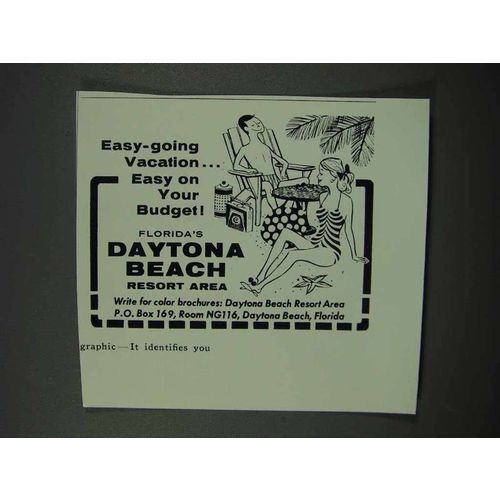 Easy-going
Vacation...
Easy on
Your
Budget!
FLORIDA'S
DAYTONA
BEACH
RESORT AREA
Write for color brochures: Daytona Beach Resort Area
P.O. Box 169, Room NG116, Daytona Beach, Florida
graphic—It identifies you